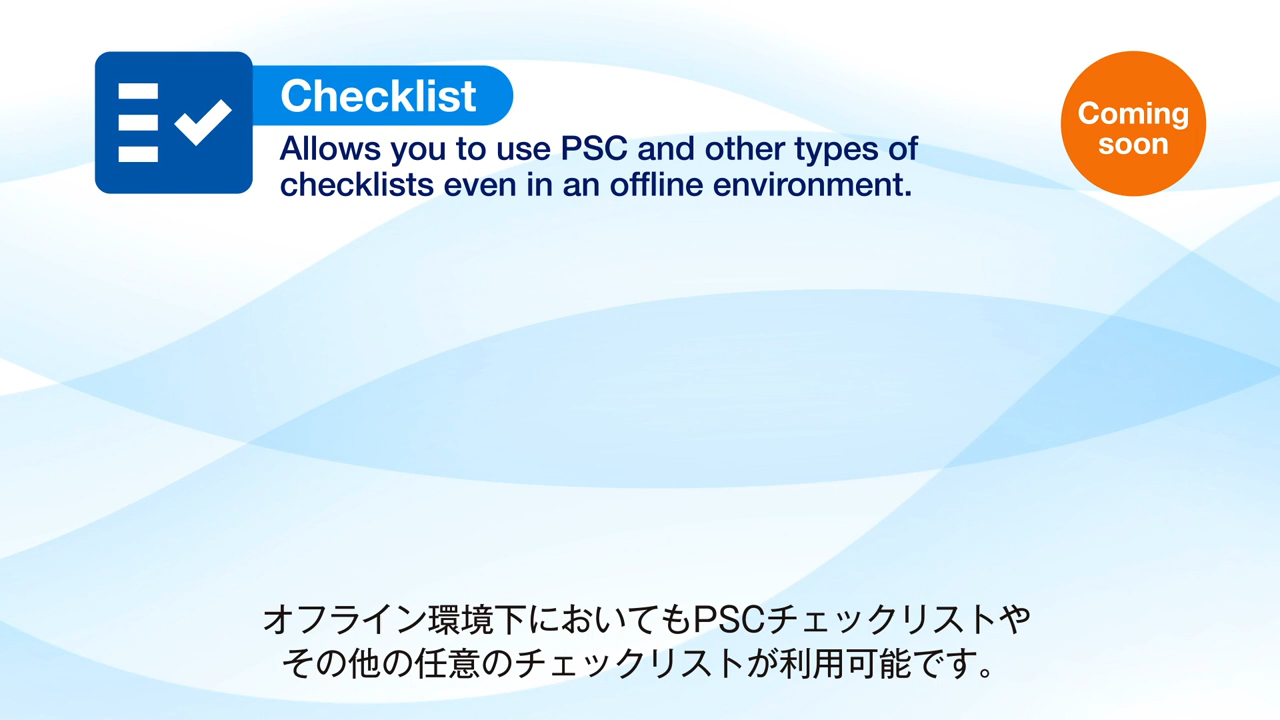 Checklist
Allows you to use PSC and other types of
checklists even in an offline environment.
Coming
soon
オフライン環境下においてもPSCチェックリストや
その他の任意のチェックリストが利用可能です。